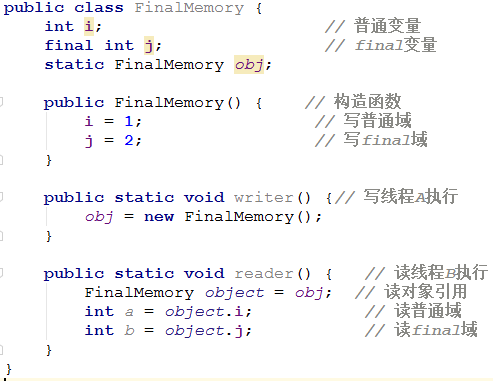 public class FinalMemory {
    int i;                      // 普通变量
    final int j;                // final变量
    static FinalMemory obj;
    public FinalMemory() {    // 构造函数
        i = 1;                 // 写普通域
        j = 2;                 // 写final域
    }
    public static void writer() {// 写线程A执行
        obj = new FinalMemory();
    }
    public static void reader() {   // 读线程B执行
        FinalMemory object = obj;  // 读对象引用
        int a = object.i;           // 读普通域
        int b = object.j;           // 读final域
    }
}